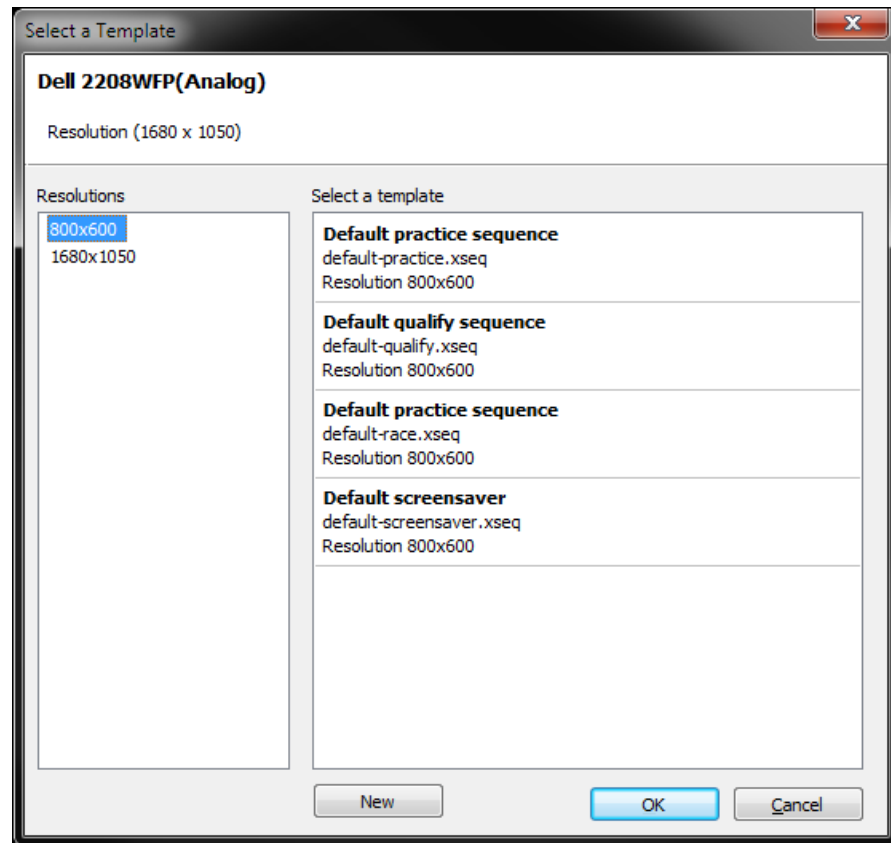 Select a Template
Dell 2208WFP(Analog)
Resolution (1680 x 1050)
Resolutions
800x600
1680x1050
Select a template
Default practice sequence
default-practice.xseq
Resolution 800x600
Default qualify sequence
default-qualify.xseq
Resolution 800x600
Default practice sequence
default-race.xseq
Resolution 800x600
Default screensaver
default-screensaver.xseq
Resolution 800x600
New
OK
Cancel